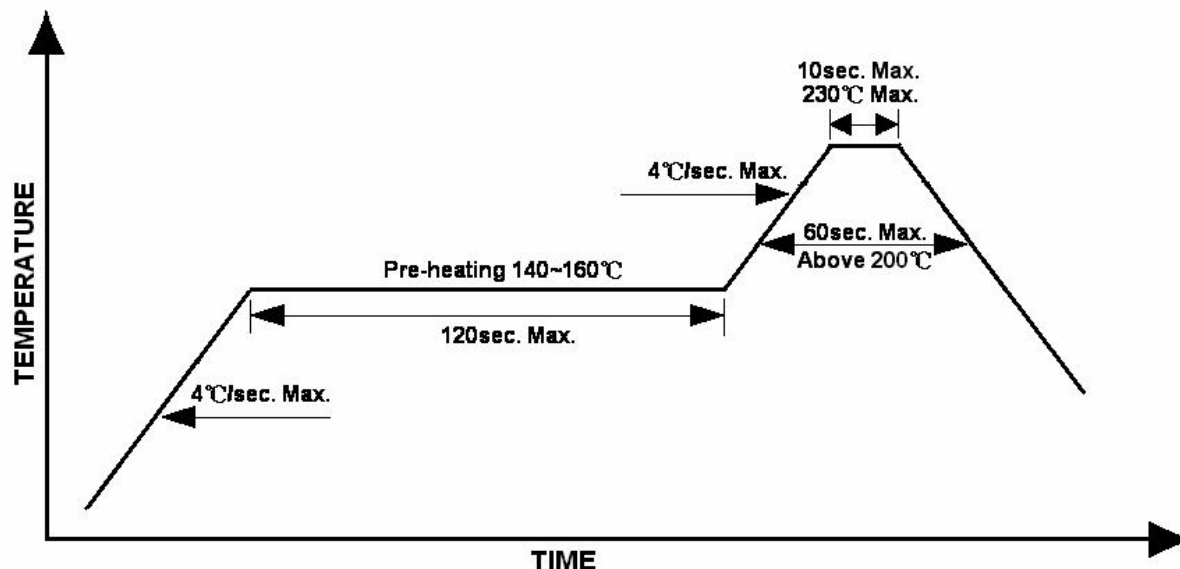 10sec. Max.
230℃ Max.
4℃/sec. Max.
60sec. Max.
Above 200℃
Pre-heating 140~160℃
120sec. Max.
4℃/sec. Max.
TEMPERATURE
TIME